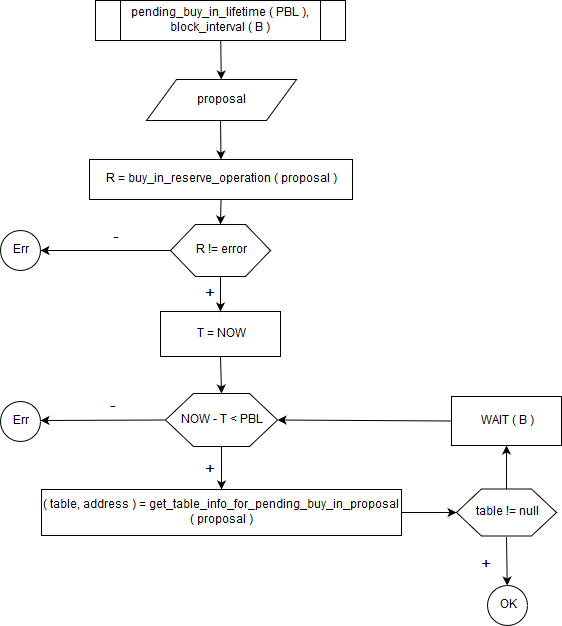 pending_buy_in_lifetime ( PBL ),
block_interval ( B )
proposal
R = buy_in_reserve_operation ( proposal )
-
Err
R != error
+
T = NOW
-
Err
NOW - T < PBL
WAIT ( B )
+
( table, address ) = get_table_info_for_pending_buy_in_proposal
( proposal )
table != null
+
OK